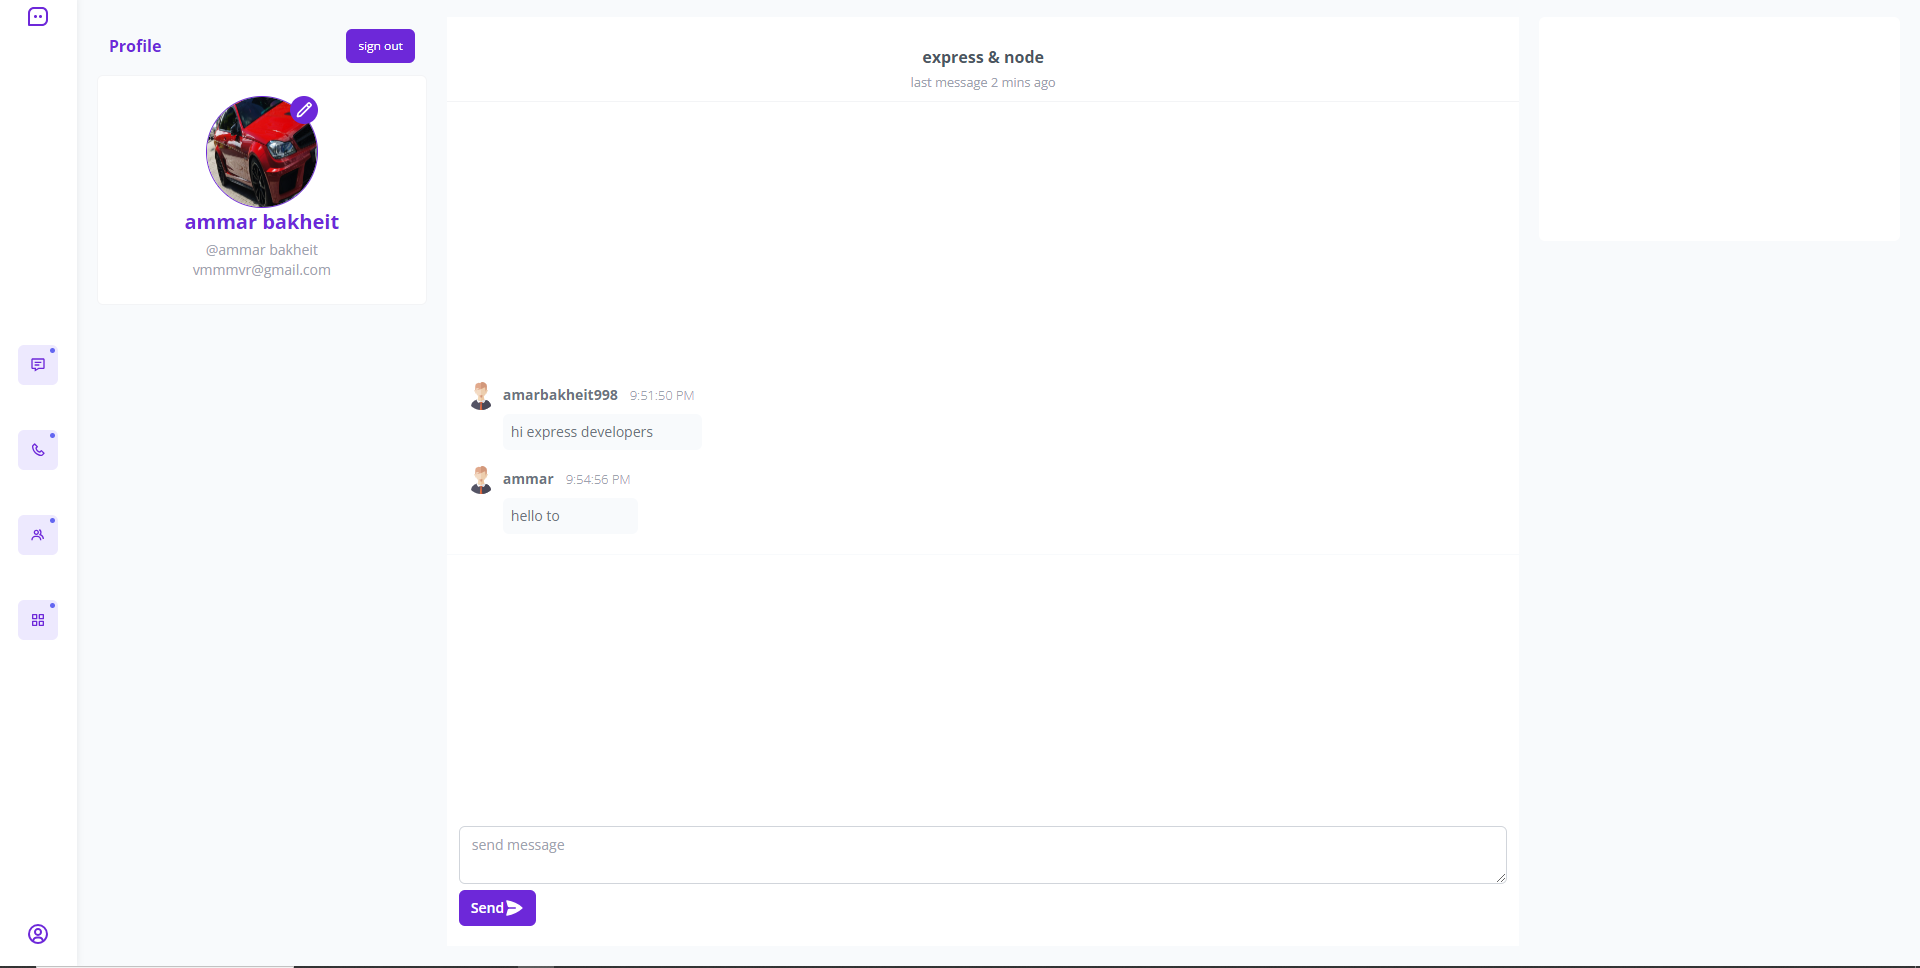 Profile
sign out
ammar bakheit
@ammar bakheit
vmmmvr@gmail.com
express & node
last message 2 mins ago
amarbakheit998 9:51:50 PM
hi express developers
ammar 9:54:56 PM
hello to
send message
Send